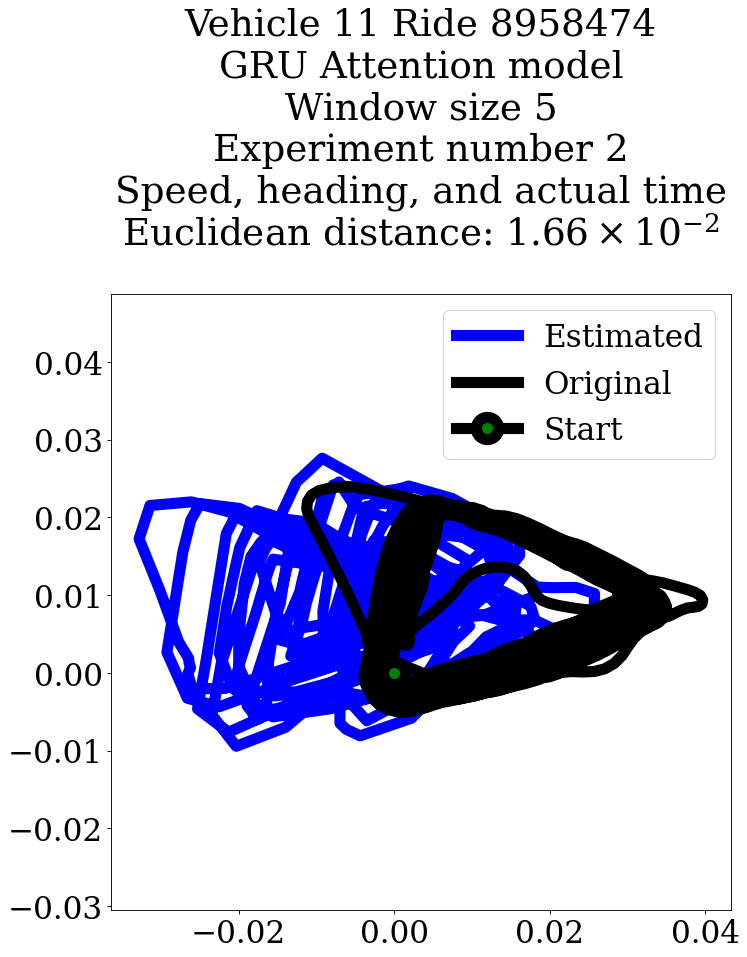 Vehicle 11 Ride 8958474
GRU Attention model
Window size 5
Experiment number 2
Speed, heading, and actual time
Euclidean distance: 1.66 × 10⁻²
Estimated
Original
Start
0.04
0.03
0.02
0.01
0.00
−0.01
−0.02
−0.03
−0.02 0.00 0.02 0.04